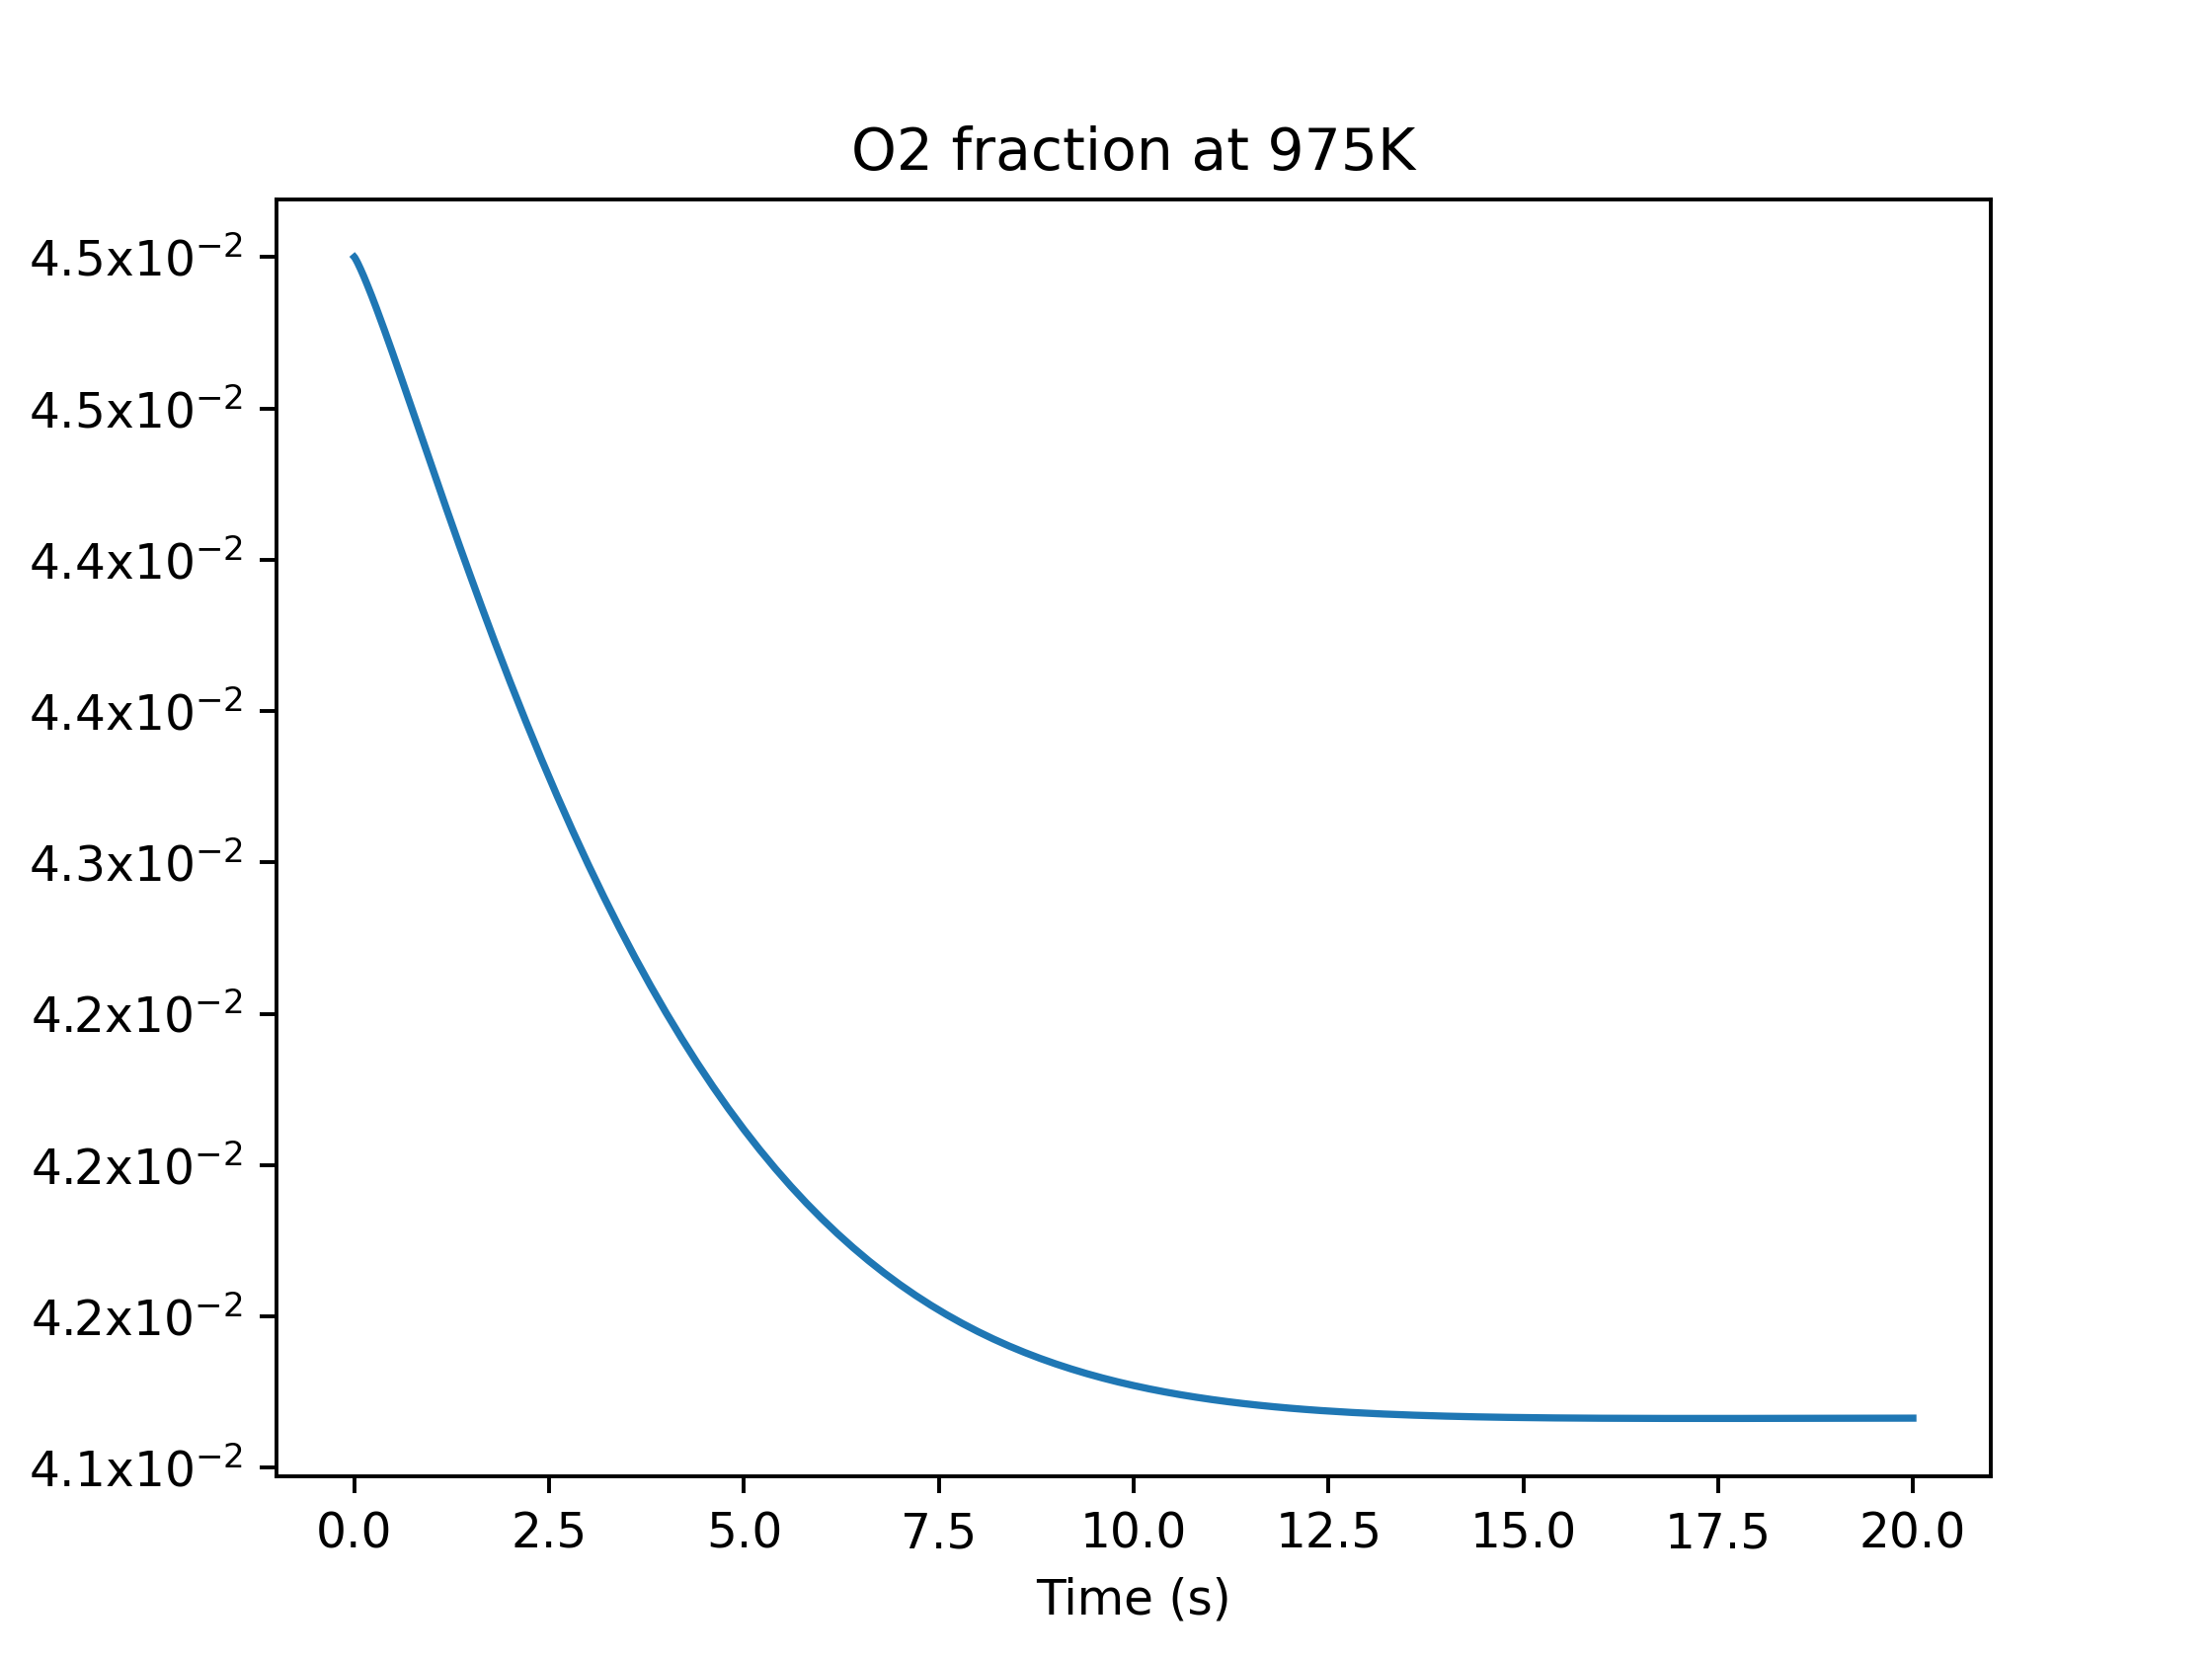 O2 fraction at 975K
4.5x10⁻²
4.5x10⁻²
4.4x10⁻²
4.4x10⁻²
4.3x10⁻²
4.2x10⁻²
4.2x10⁻²
4.2x10⁻²
4.1x10⁻²
0.0 2.5 5.0 7.5 10.0 12.5 15.0 17.5 20.0
Time (s)